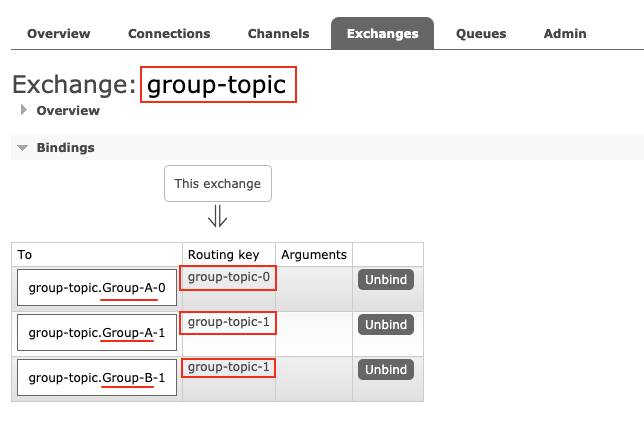 Overview Connections Channels Exchanges Queues Admin
Exchange: group-topic
Overview
Bindings
This exchange
To Routing key Arguments
group-topic.Group-A-0 group-topic-0 Unbind
group-topic.Group-A-1 group-topic-1 Unbind
group-topic.Group-B-1 group-topic-1 Unbind